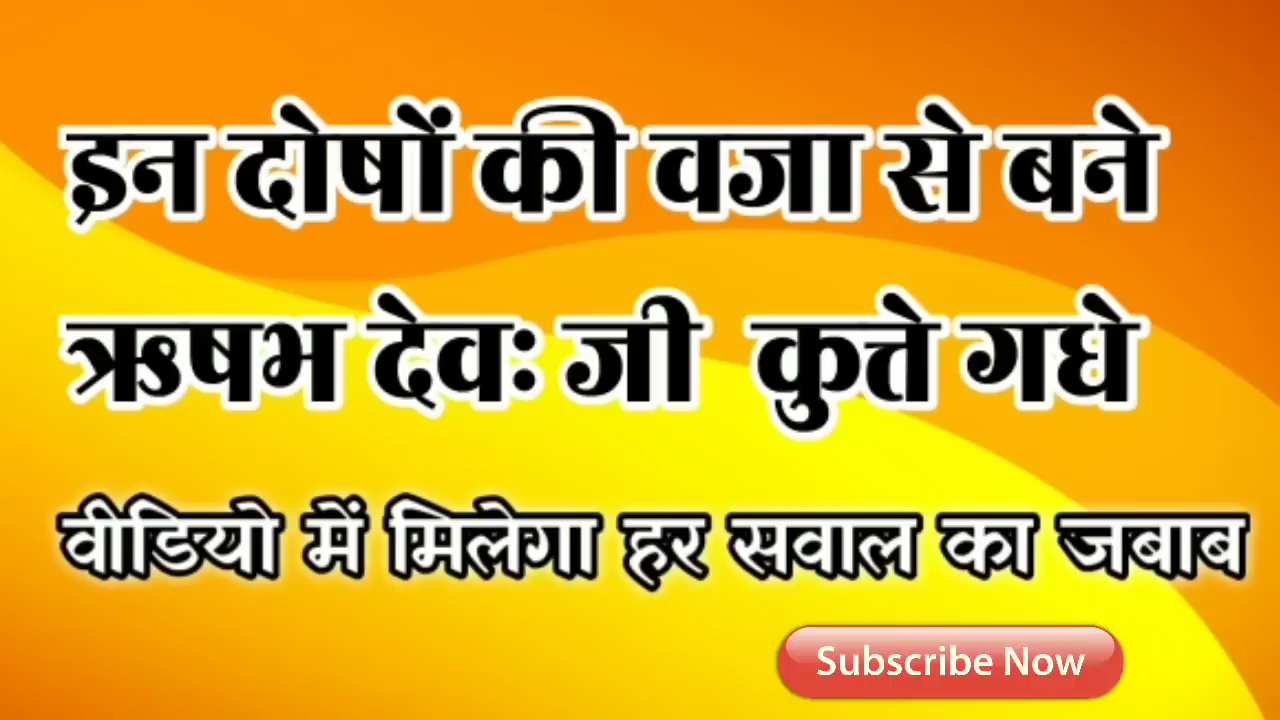 इन दोषों की वजा से बने
ऋषभ देवः जी कुत्ते गधे
वीडियो में मिलेगा हर सवाल का जबाब
Subscribe Now